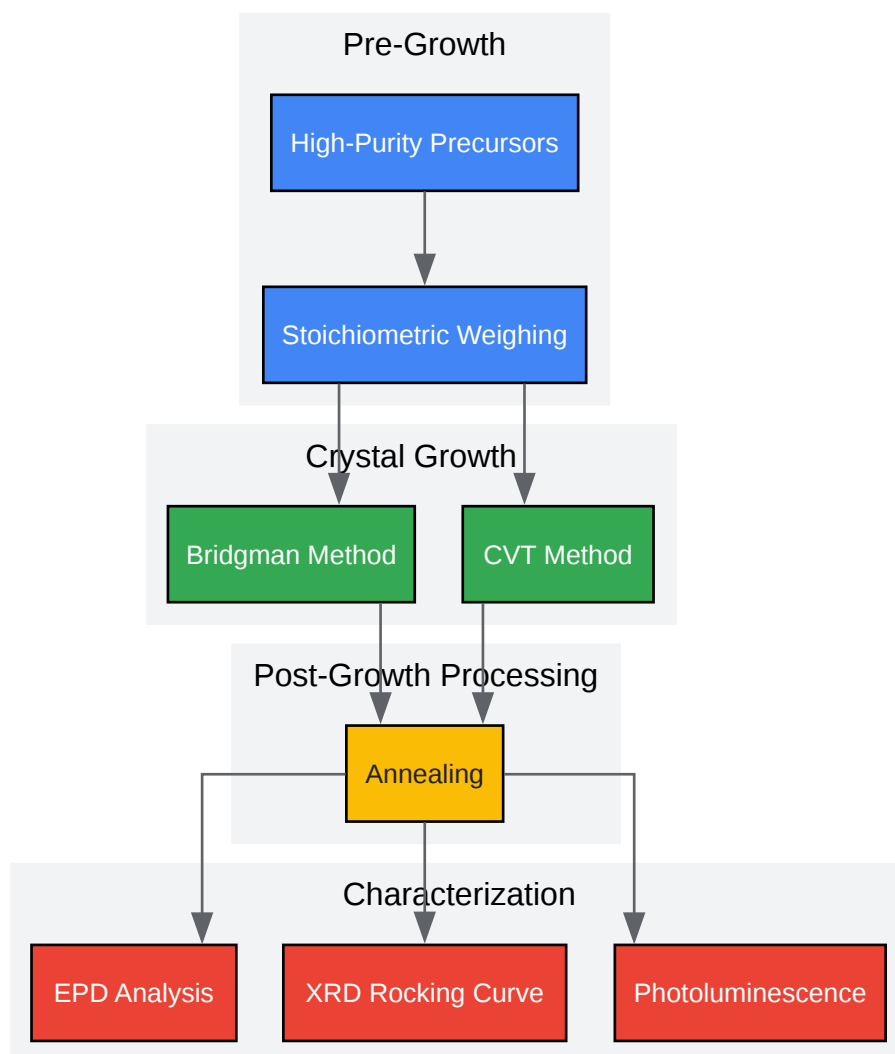 Pre-Growth
High-Purity Precursors
Stoichiometric Weighing
Crystal Growth
Bridgman Method
CVT Method
Post-Growth Processing
Annealing
Characterization
EPD Analysis
XRD Rocking Curve
Photoluminescence